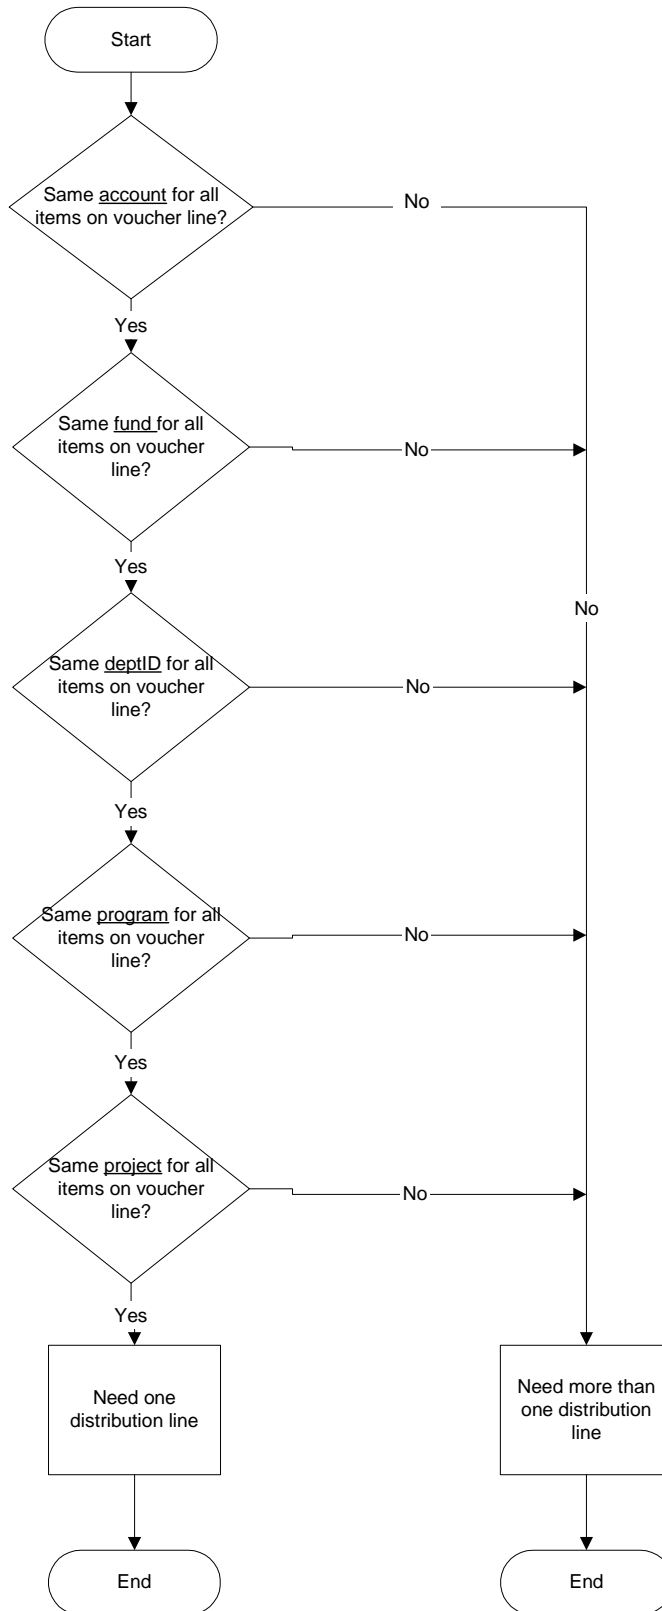 Start
Same account for all
items on voucher line?
No
Yes
Same fund for all
items on voucher
line?
No
Yes
No
Same deptID for all
items on voucher
line?
No
Yes
Same program for all
items on voucher
line?
No
Yes
Same project for all
items on voucher
line?
No
Yes
Need one
distribution line
Need more than
one distribution
line
End
End